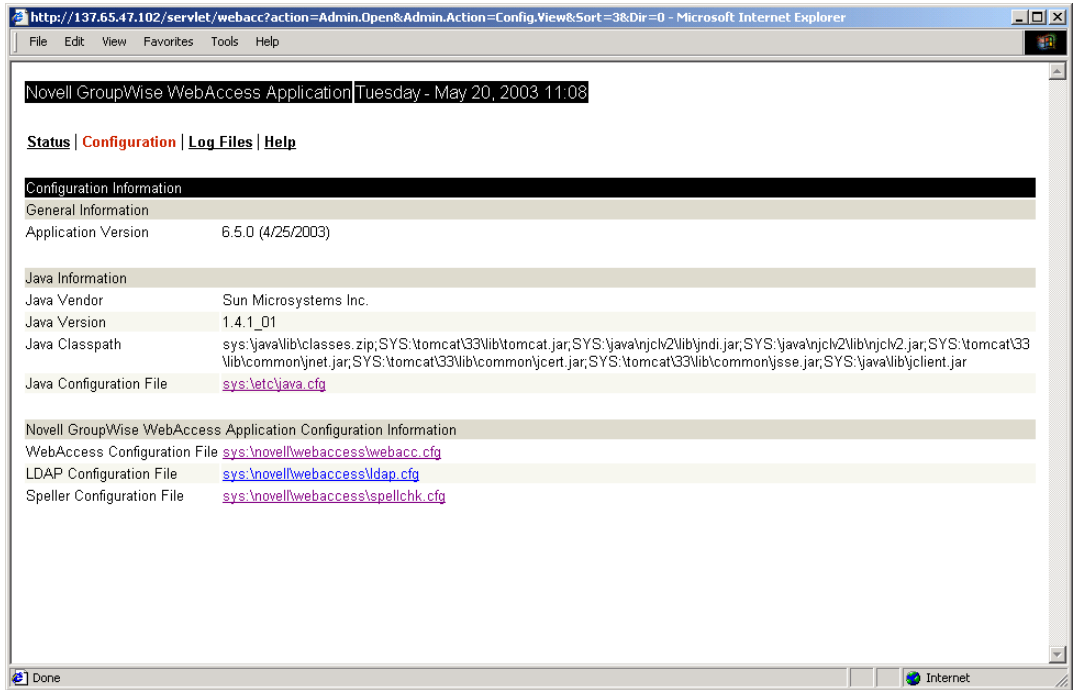 http://137.65.47.102/servlet/webacc?action=Admin.Open&Admin.Action=Config.View&Sort=3&Dir=0 - Microsoft Internet Explorer
File Edit View Favorites Tools Help
Novell GroupWise WebAccess Application Tuesday - May 20, 2003 11:08
Status | Configuration | Log Files | Help
Configuration Information
General Information
Application Version 6.5.0 (4/25/2003)
Java Information
Java Vendor Sun Microsystems Inc.
Java Version 1.4.1_01
Java Classpath sys:\java\lib\classes.zip;SYS:\tomcat\33\lib\tomcat.jar;SYS:\java\njclv2\lib\jndi.jar;SYS:\java\njclv2\lib\njclv2.jar;SYS:\tomcat\33
\lib\common\jnet.jar;SYS:\tomcat\33\lib\common\jcert.jar;SYS:\tomcat\33\lib\common\jsse.jar;SYS:\java\lib\jclient.jar
Java Configuration File sys:\etc\java.cfg
Novell GroupWise WebAccess Application Configuration Information
WebAccess Configuration File sys:\novell\webaccess\webacc.cfg
LDAP Configuration File sys:\novell\webaccess\ldap.cfg
Speller Configuration File sys:\novell\webaccess\spellchk.cfg
Done Internet